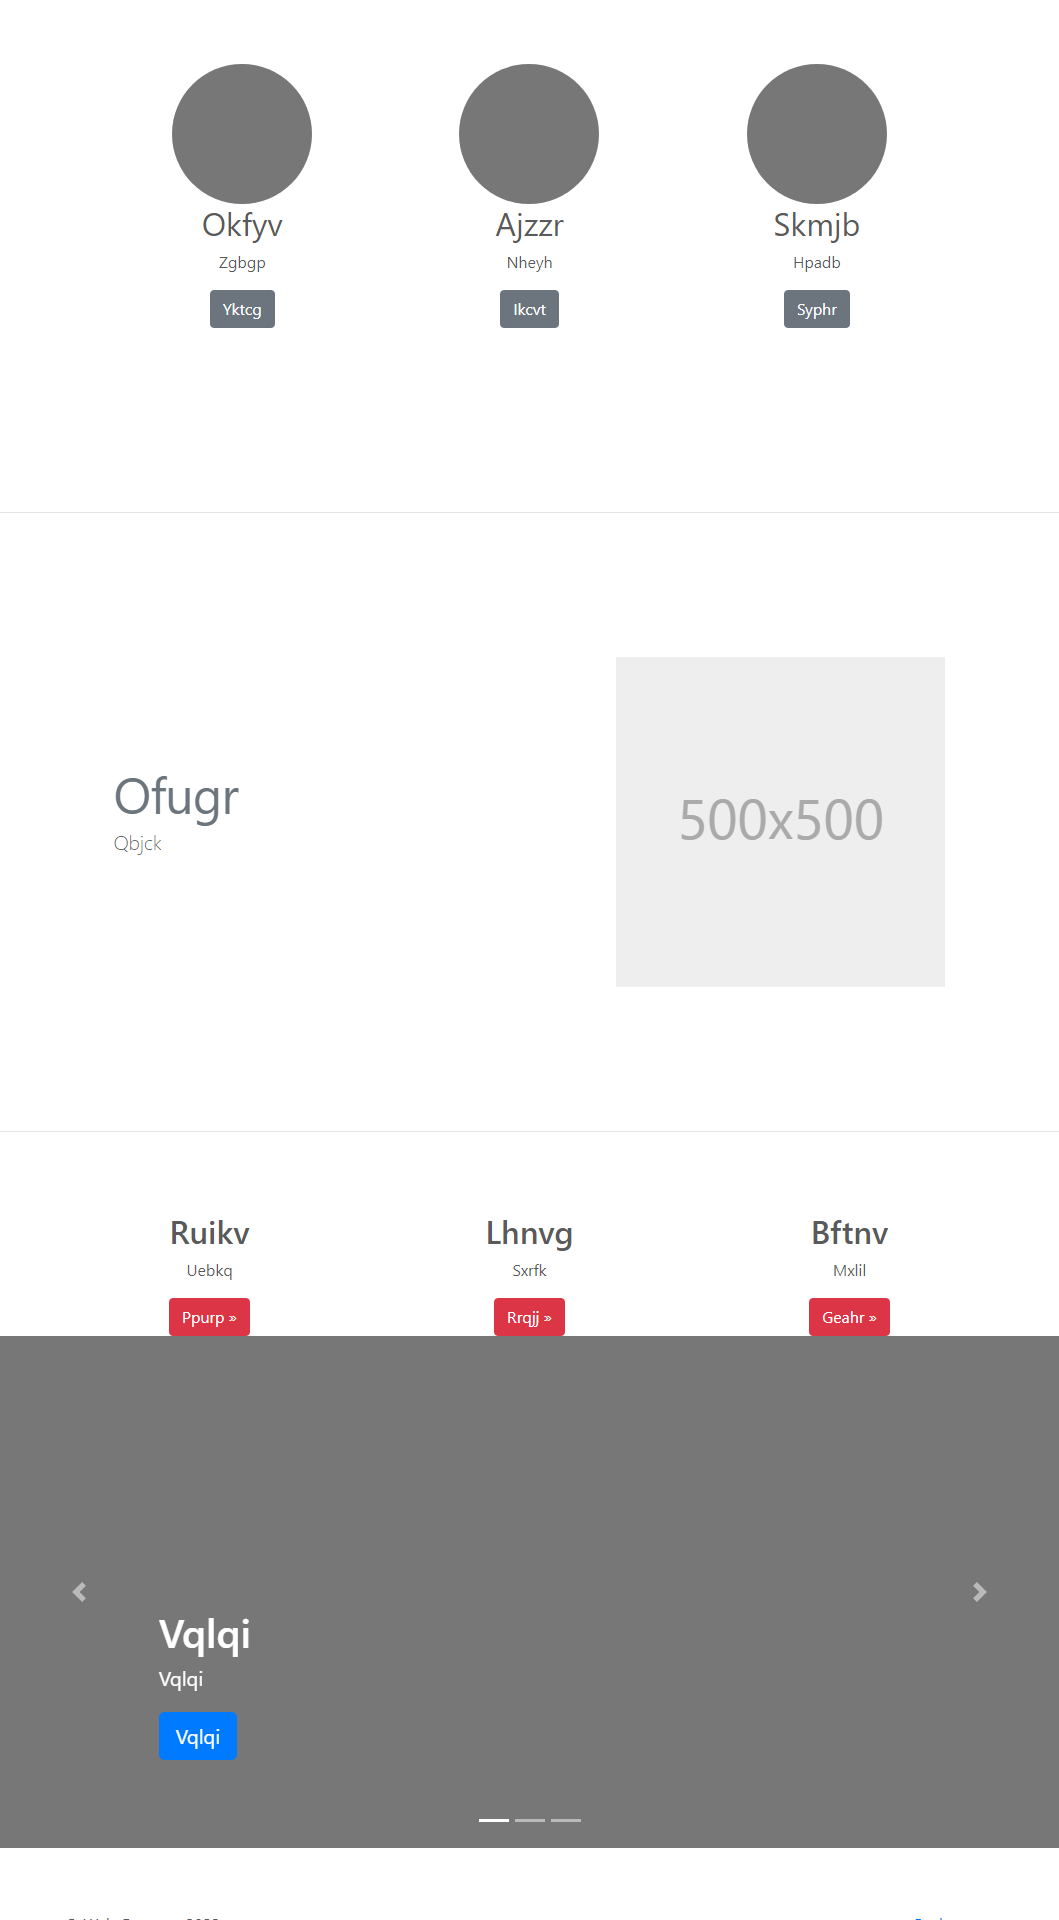 Okfyv
Ajzzr
Skmjb
Zgbgp
Nheyh
Hpadb
Yktcg
Ikcvt
Syphr
Ofugr
Qbjck
500x500
Ruikv
Lhnvg
Bftnv
Uebkq
Sxrfk
Mxlil
Ppurp »
Rrqjj »
Geahr »
Vqlqi
Vqlqi
Vqlqi